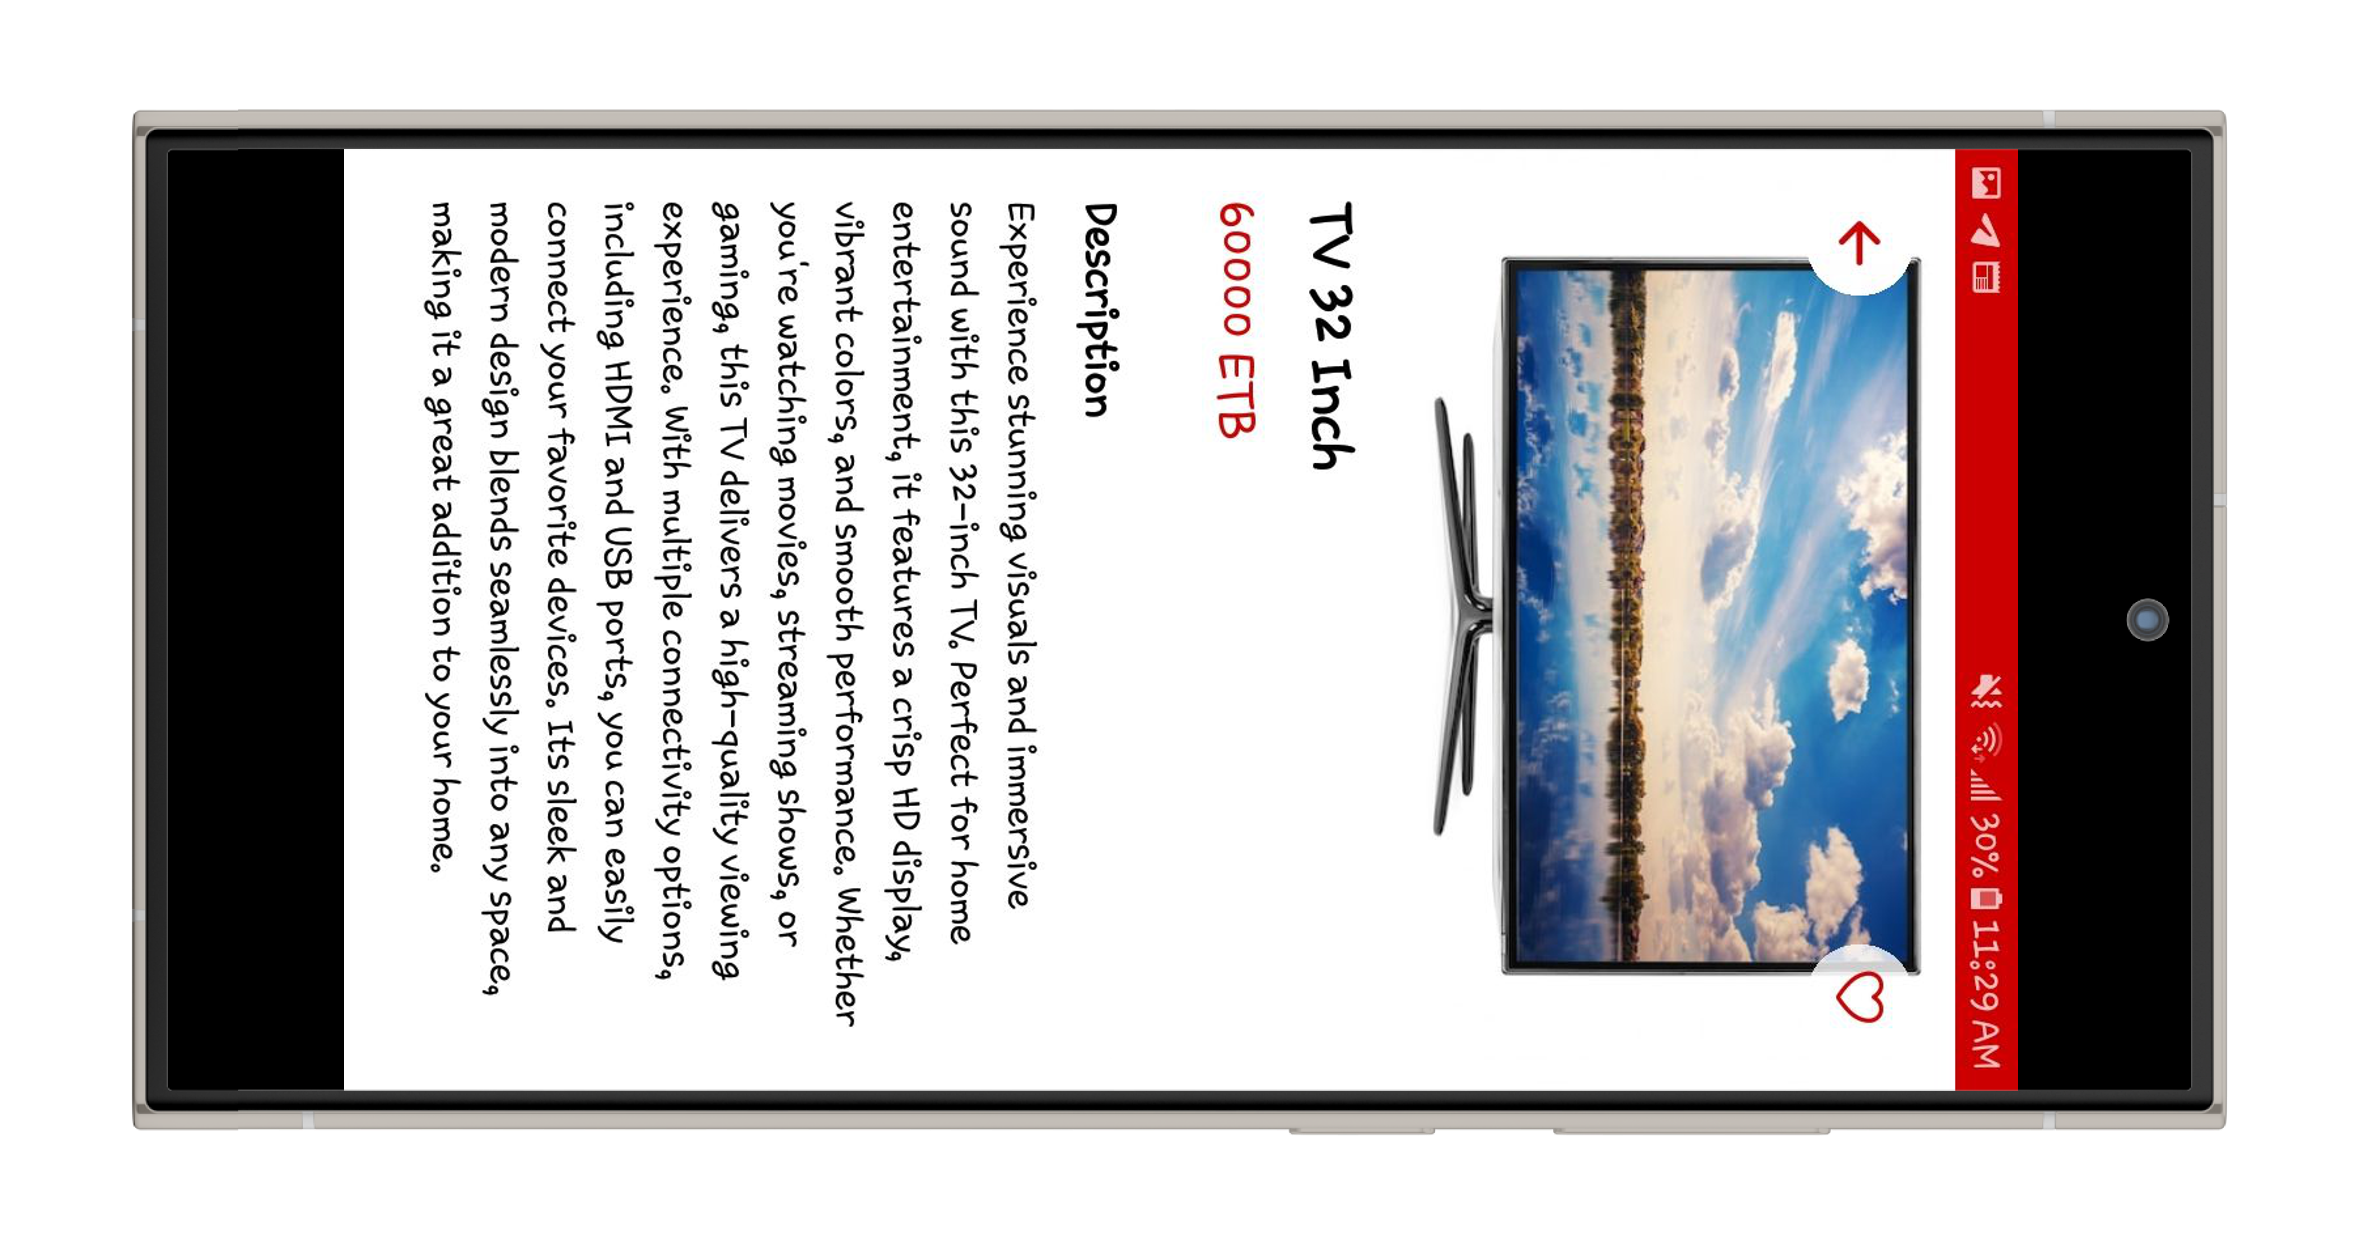 30% 11:29 AM
TV 32 Inch
60000 ETB
Description
Experience stunning visuals and immersive
sound with this 32-inch TV. Perfect for home
entertainment, it features a crisp HD display,
vibrant colors, and smooth performance. Whether
you're watching movies, streaming shows, or
gaming, this TV delivers a high-quality viewing
experience. With multiple connectivity options,
including HDMI and USB ports, you can easily
connect your favorite devices. Its sleek and
modern design blends seamlessly into any space,
making it a great addition to your home.